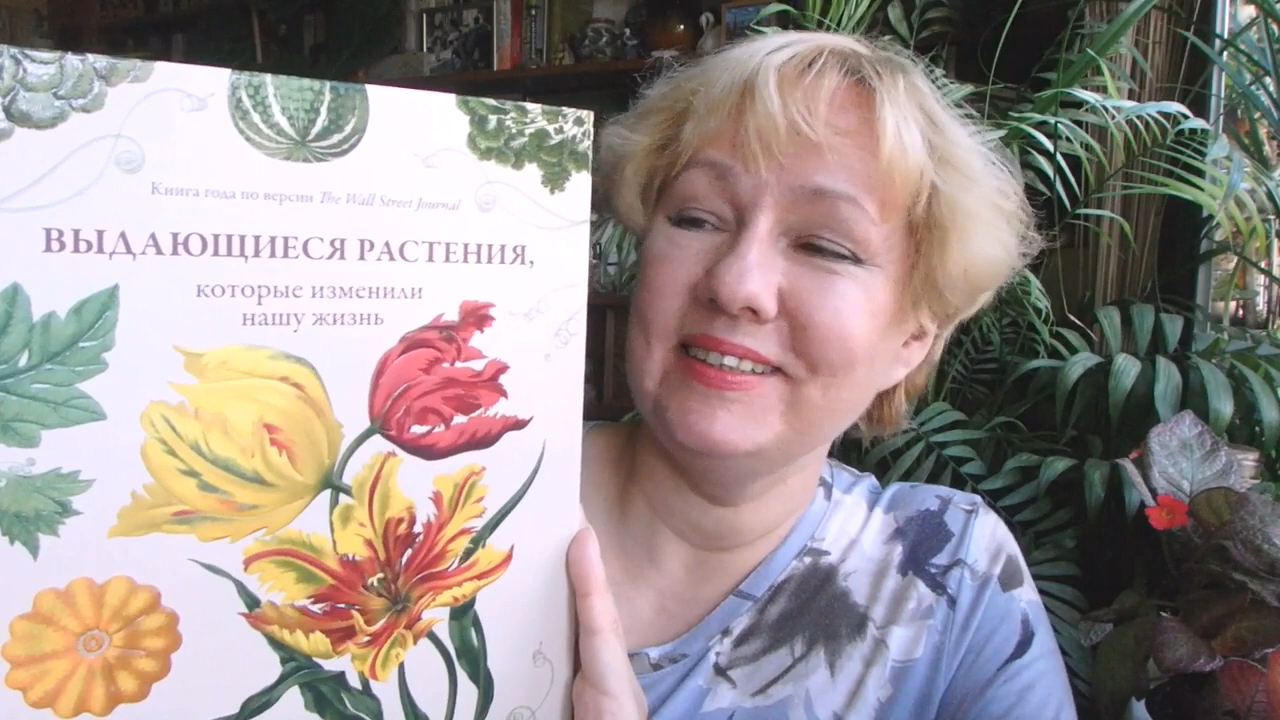 Книга года по версии The Wall Street Journal
ВЫДАЮЩИЕСЯ РАСТЕНИЯ,
которые изменили
нашу жизнь